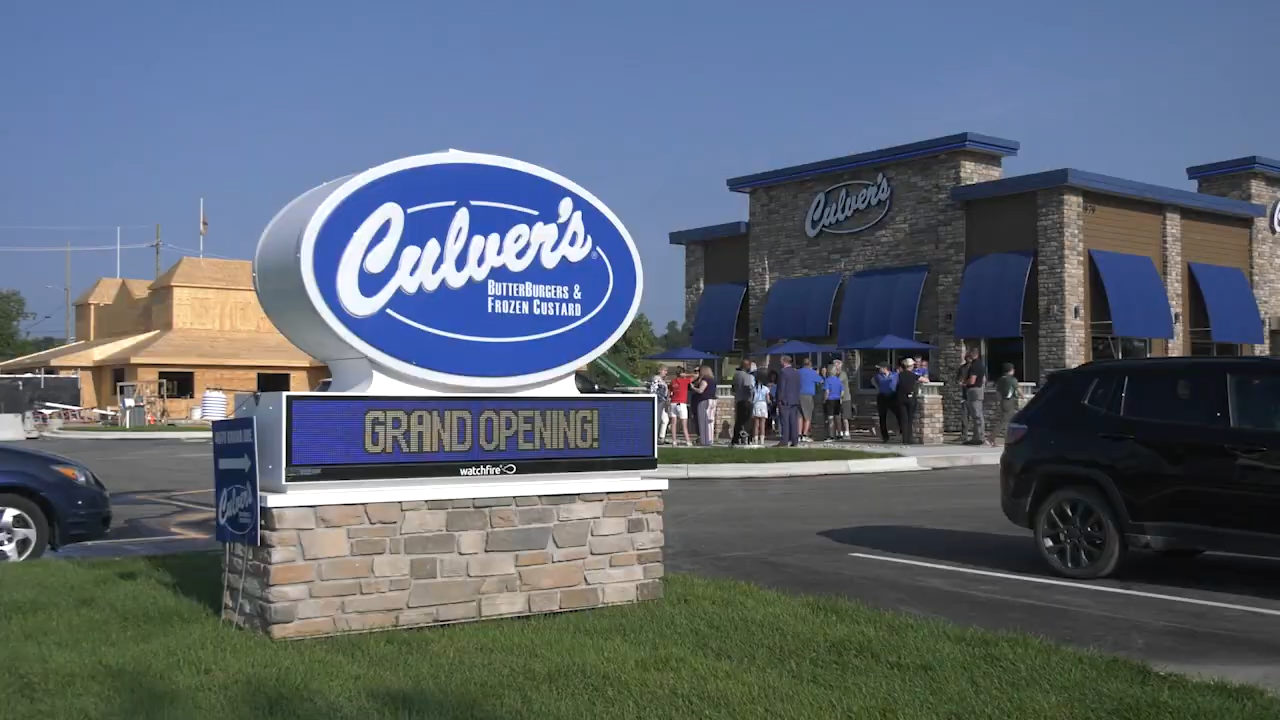 Culver's
ButterBurgers &
Frozen Custard
GRAND OPENING!
watchfire
Culver's
Culver's